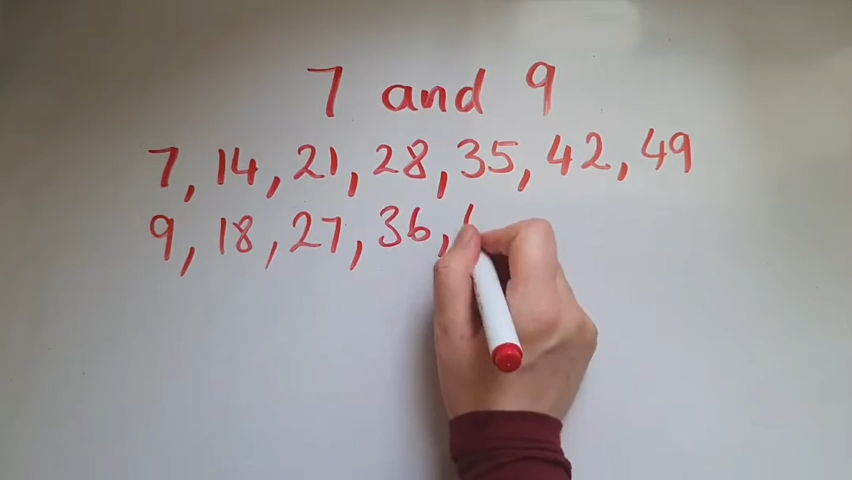 7 and 9
7, 14, 21, 28, 35, 42, 49
9, 18, 27, 36,